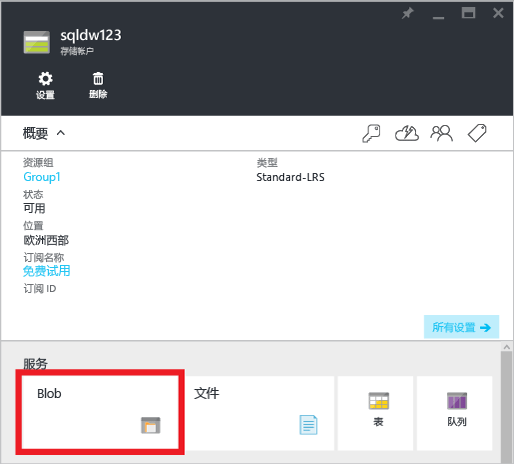 sqldw123
存储帐户
设置 删除
概要
资源组 类型
Group1 Standard-LRS
状态
可用
位置
欧洲西部
订阅名称
免费试用
订阅 ID
所有设置
服务
Blob 文件
表 队列